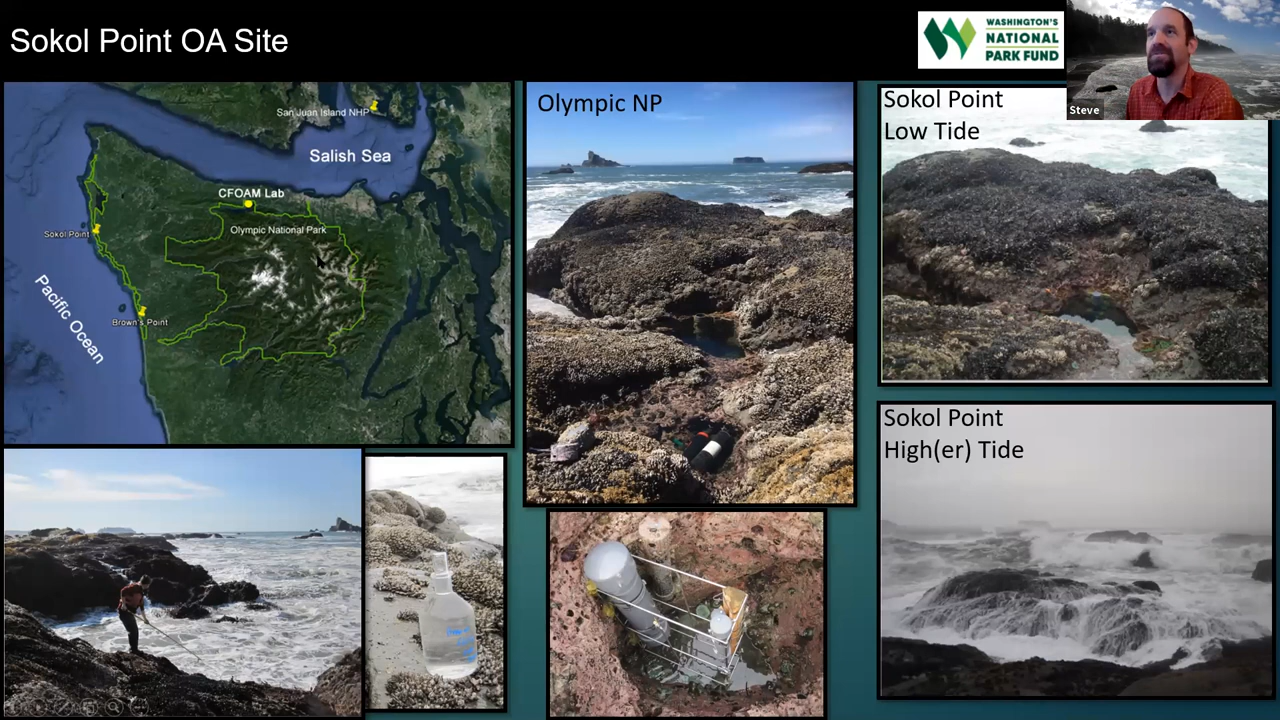 Sokol Point OA Site
WASHINGTON'S
NATIONAL
PARK FUND
Steve
San Juan Island NHP
Salish Sea
CFOAM Lab
Olympic National Park
Sokol Point
Pacific Ocean
Brown's Point
Olympic NP
Sokol Point
Low Tide
Sokol Point
High(er) Tide